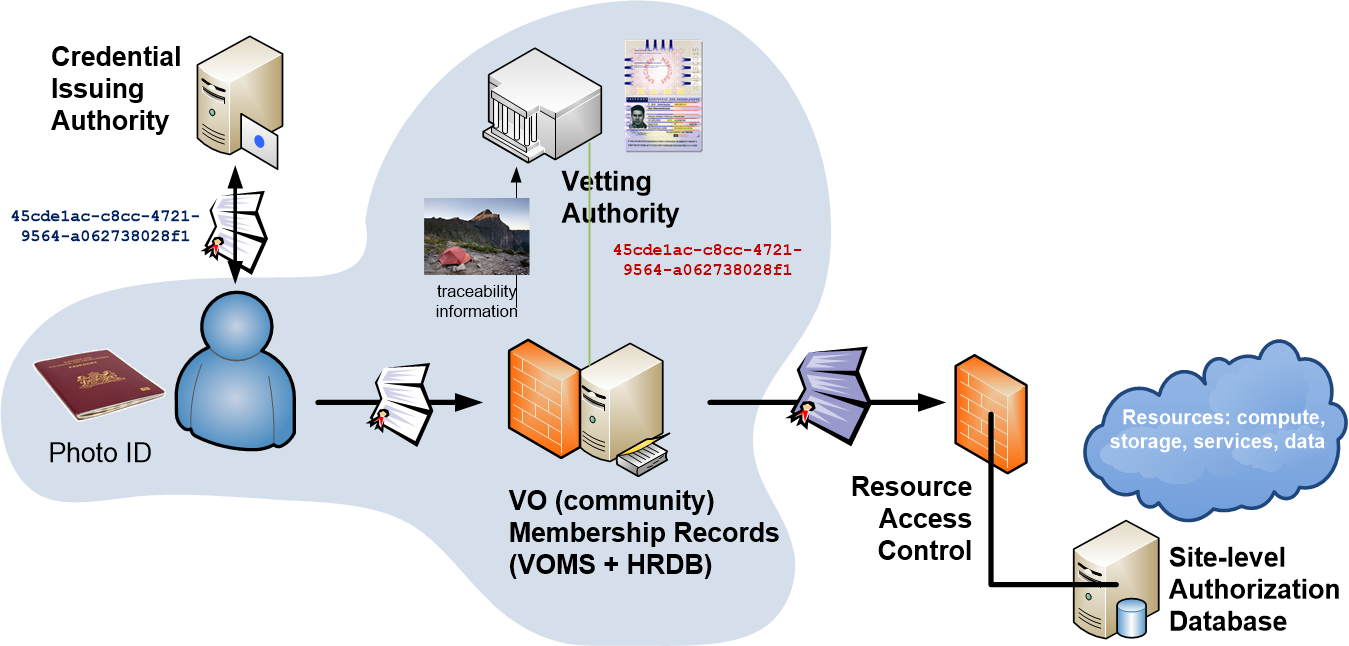 Credential
Issuing
Authority
45cde1ac-c8cc-4721-
9564-a062738028f1
Photo ID
Vetting
Authority
45cde1ac-c8cc-4721-
9564-a062738028f1
traceability
information
VO (community)
Membership Records
(VOMS + HRDB)
Resource
Access
Control
Resources: compute,
storage, services, data
Site-level
Authorization
Database